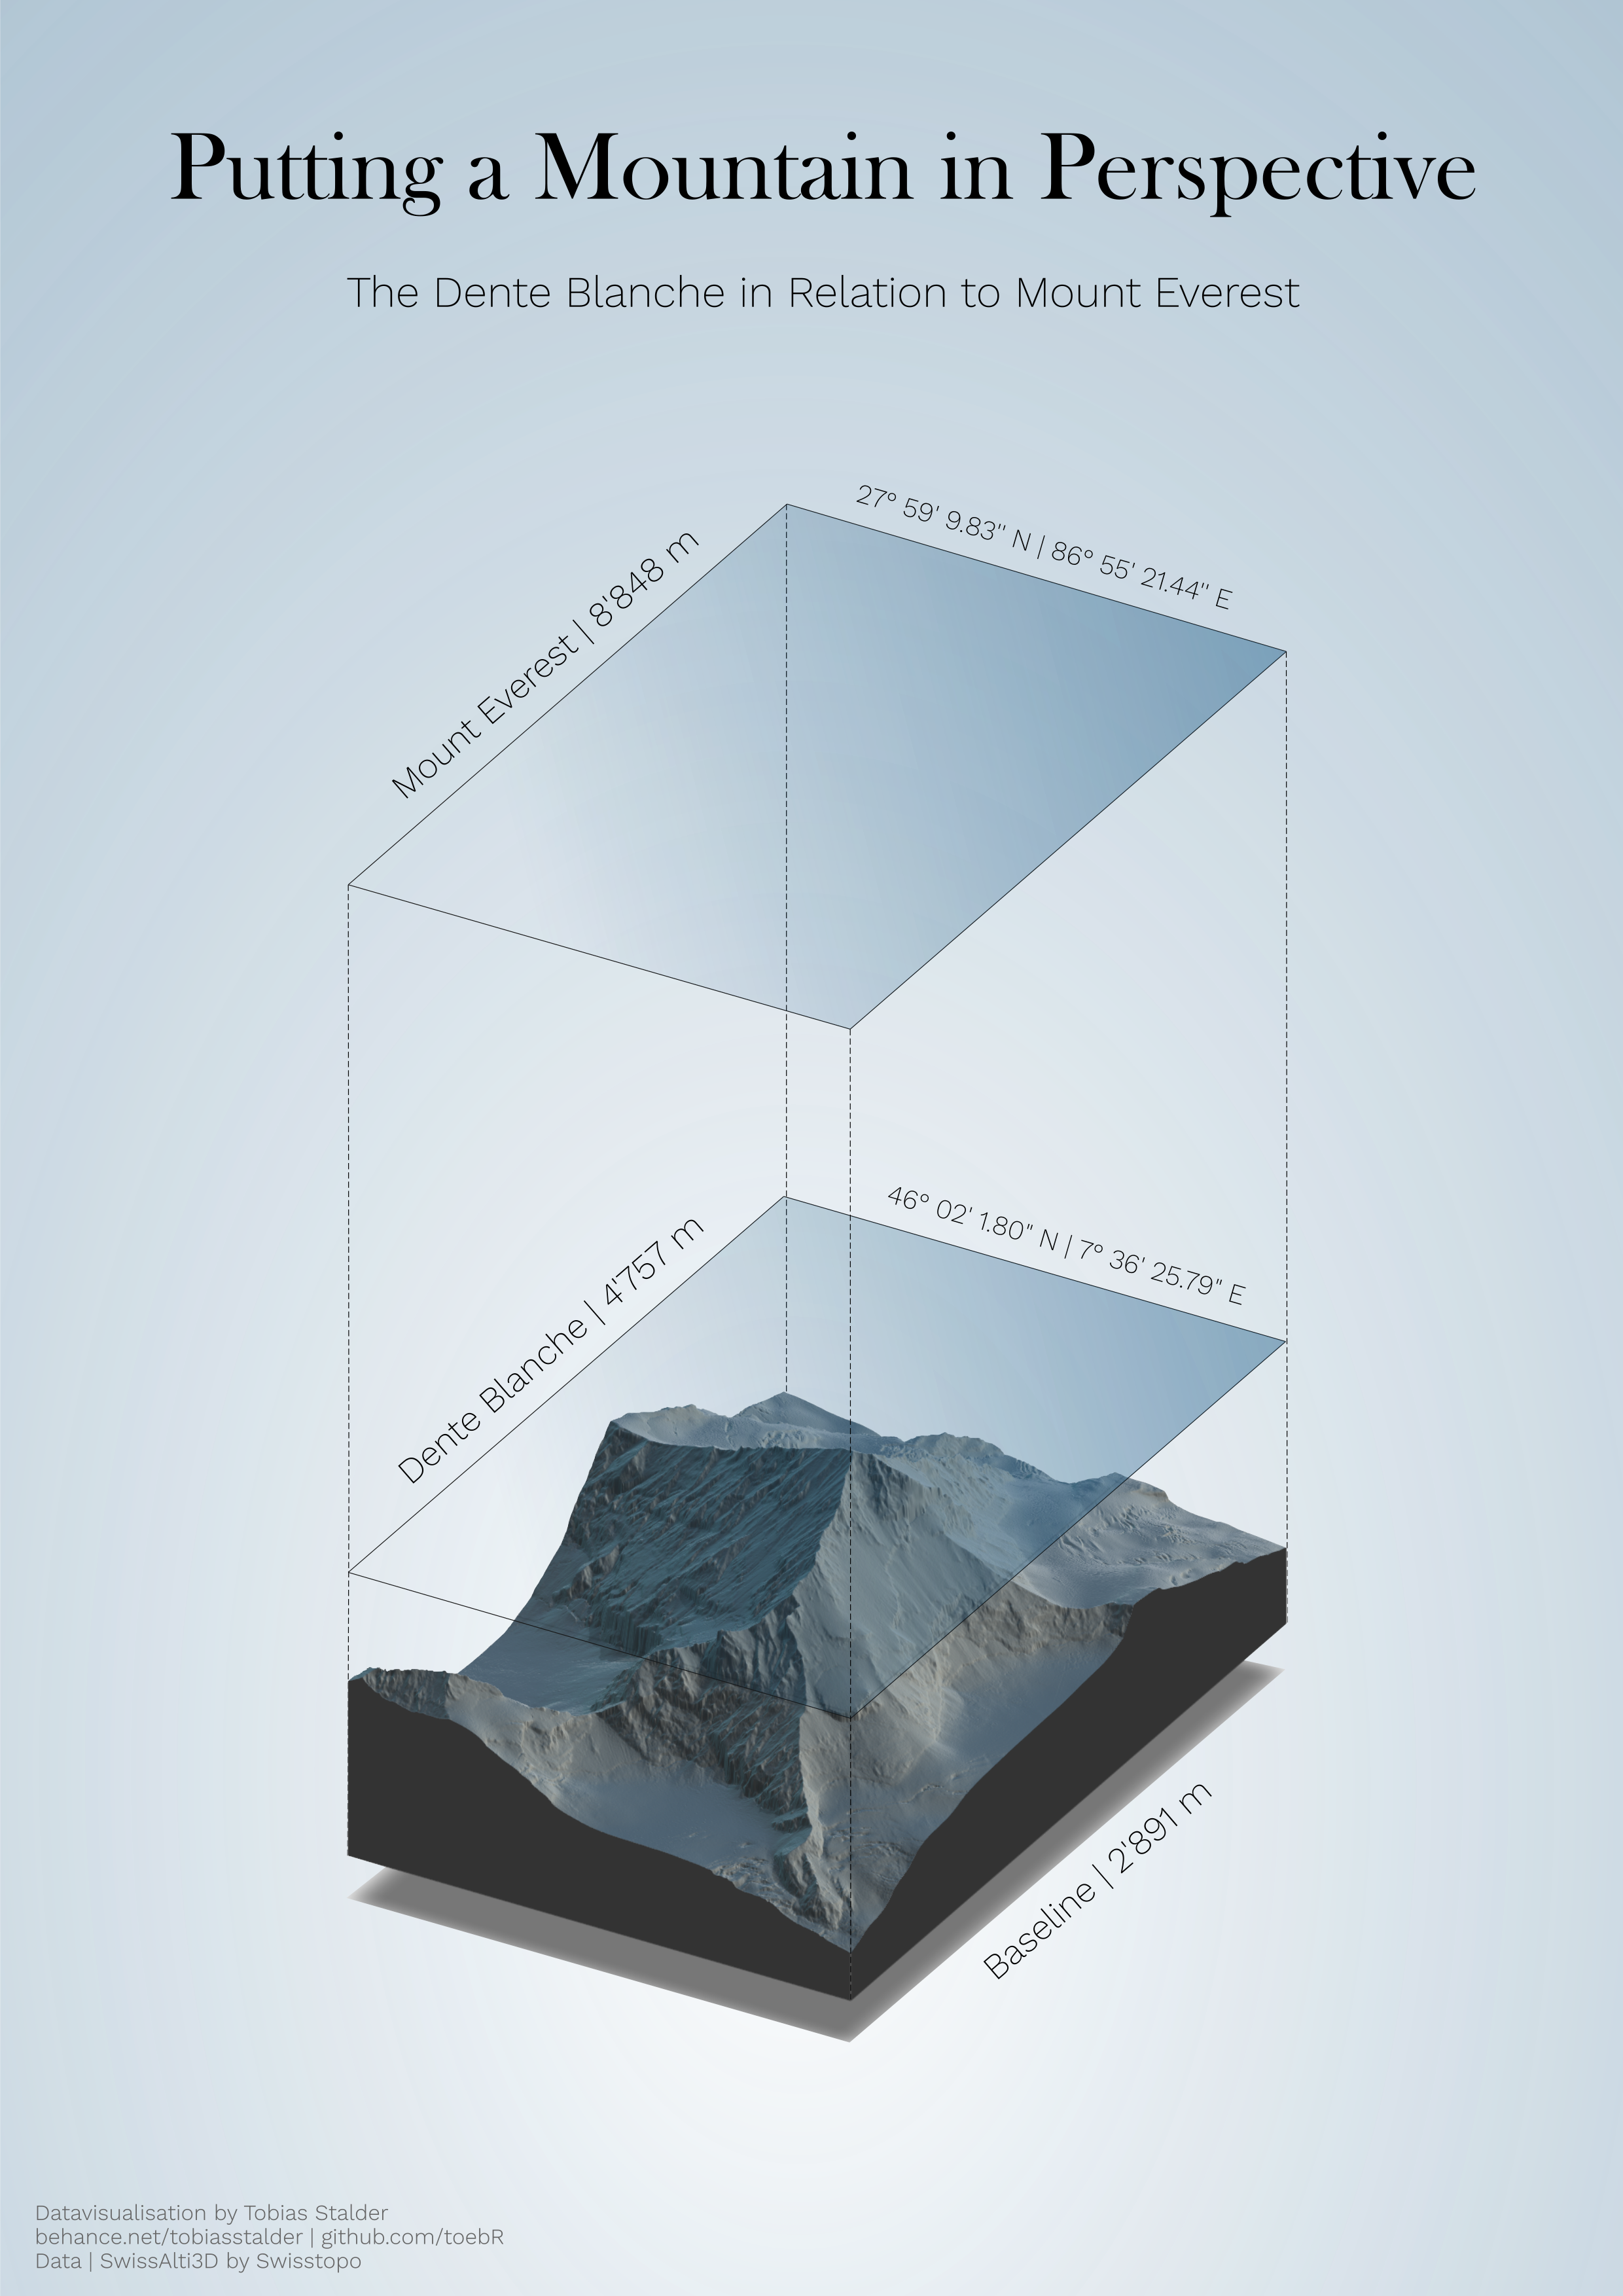 Putting a Mountain in Perspective
The Dente Blanche in Relation to Mount Everest
Mount Everest | 8'848 m
27° 59' 9.83'' N | 86° 55' 21.44'' E
Dente Blanche | 4'757 m
46° 02' 1.80" N | 7° 36' 25.79" E
Baseline | 2'891 m
Datavisualisation by Tobias Stalder
behance.net/tobiasstalder | github.com/toebR
Data | SwissAlti3D by Swisstopo